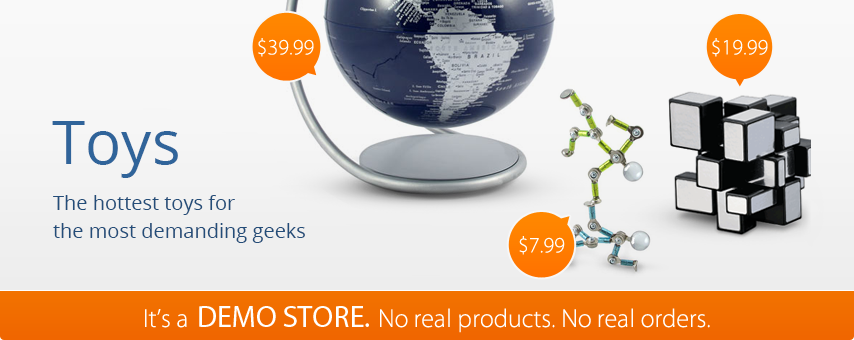 $39.99
$19.99
BRAZIL
Toys
The hottest toys for
the most demanding geeks
$7.99
It's a DEMO STORE. No real products. No real orders.